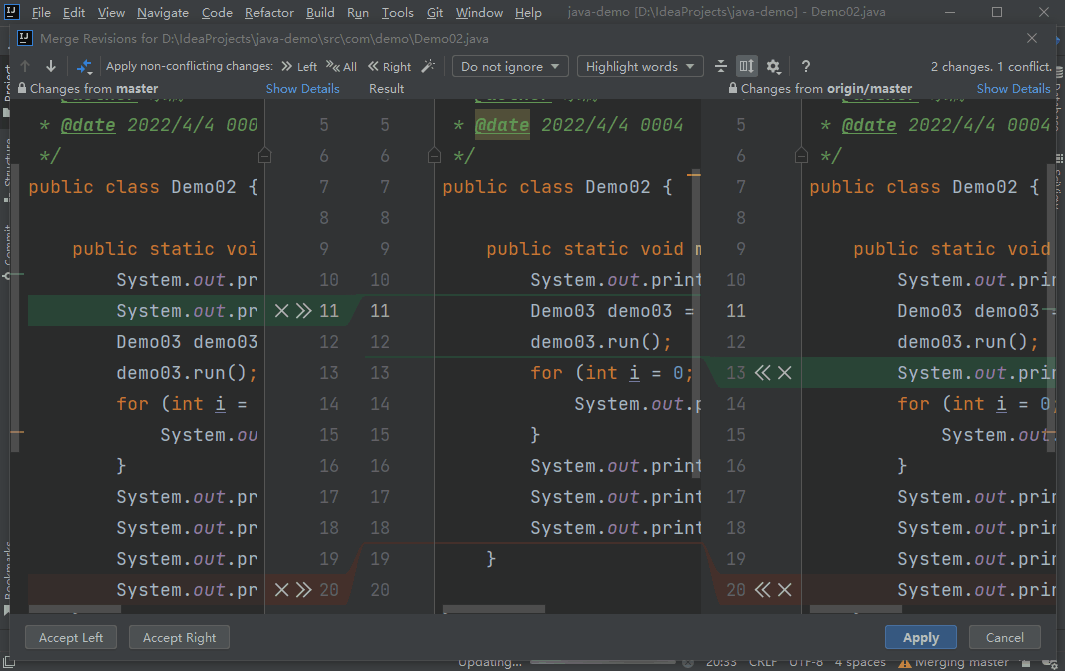 File Edit View Navigate Code Refactor Build Run Tools Git Window Help java-demo [D:\IdeaProjects\java-demo] - Demo02.java
Merge Revisions for D:\IdeaProjects\java-demo\src\com\demo\Demo02.java
Apply non-conflicting changes: Left All Right Do not ignore Highlight words ? 2 changes. 1 conflict.
Changes from master Show Details Result Changes from origin/master Show Details
* @date 2022/4/4 000 5 5 * @date 2022/4/4 0004 5 * @date 2022/4/4 0004
*/ 6 6 */ 6 */
public class Demo02 { 7 7 public class Demo02 { 7 public class Demo02 {
8 8 8
public static voi 9 9 public static void m 9 public static void
System.out.pr 10 10 System.out.print 10 System.out.prin
System.out.pr 11 11 Demo03 demo03 = 11 Demo03 demo03 =
Demo03 demo03 12 12 demo03.run(); 12 demo03.run();
demo03.run(); 13 13 for (int i = 0; 13 System.out.prin
for (int i = 14 14 System.out.p 14 for (int i = 0;
System.ou 15 15 } 15 System.out.
} 16 16 System.out.print 16 }
System.out.pr 17 17 System.out.print 17 System.out.prin
System.out.pr 18 18 System.out.print 18 System.out.prin
System.out.pr 19 19 } 19 System.out.prin
System.out.pr 20 20 20 System.out.prin
Accept Left Accept Right Apply Cancel
Updating... 20:33 CRLF UTF-8 4 spaces Merging master